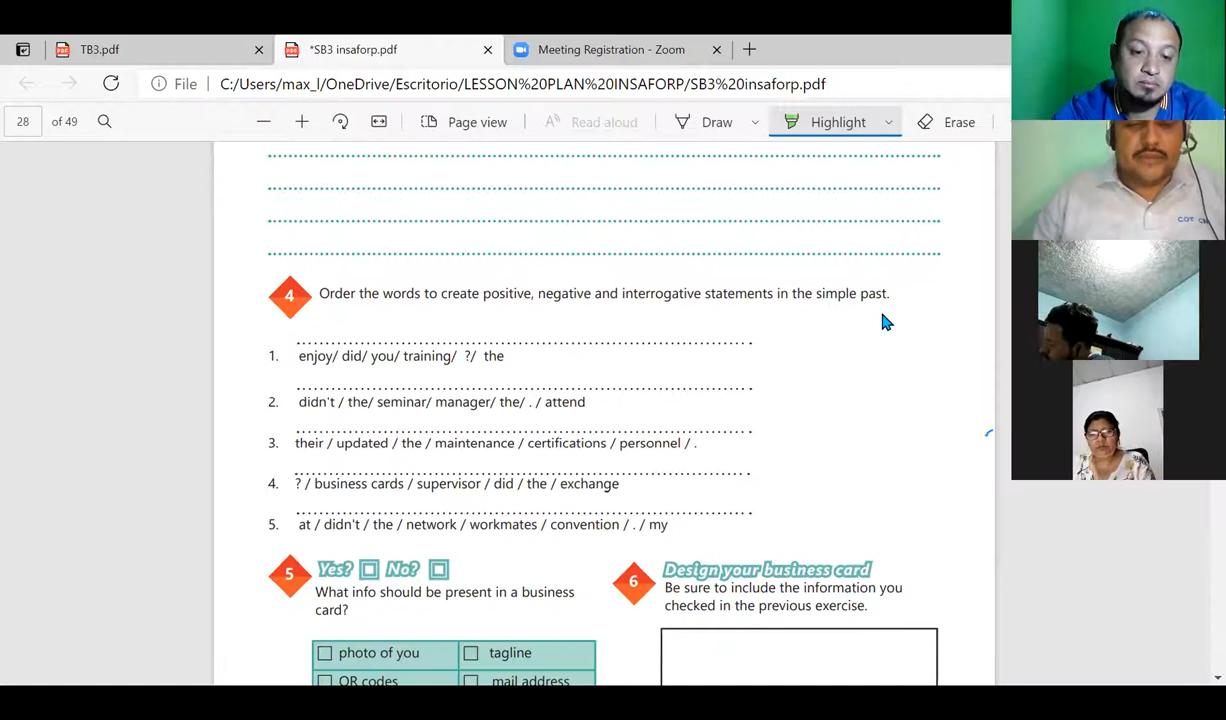 TB3.pdf
*SB3 insaforp.pdf
Meeting Registration - Zoom
File
C:/Users/max_l/OneDrive/Escritorio/LESSON%20PLAN%20INSAFORP/SB3%20insaforp.pdf
28 of 49
Page view
Read aloud
Draw
Highlight
Erase
4 Order the words to create positive, negative and interrogative statements in the simple past.
1. enjoy/ did/ you/ training/ ?/ the
2. didn't / the/ seminar/ manager/ the/ . / attend
3. their / updated / the / maintenance / certifications / personnel / .
4. ? / business cards / supervisor / did / the / exchange
5. at / didn't / the / network / workmates / convention / . / my
5 Yes? No?
What info should be present in a business
card?
photo of you
tagline
QR codes
mail address
6 Design your business card
Be sure to include the information you
checked in the previous exercise.